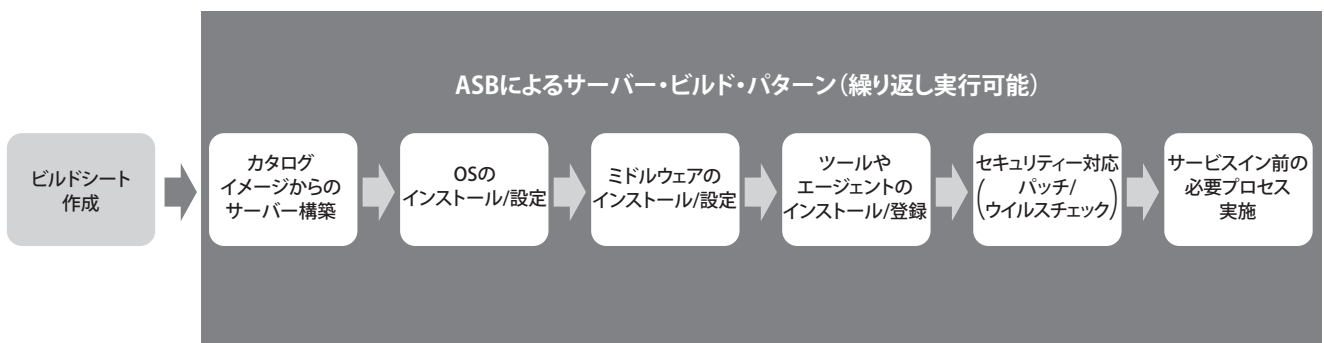 ASBによるサーバー・ビルド・パターン（繰り返し実行可能）
ビルドシート
作成
カタログ
イメージからの
サーバー構築
OSの
インストール/設定
ミドルウェアの
インストール/設定
ツールや
エージェントの
インストール/登録
セキュリティー対応
(パッチ/
ウイルスチェック)
サービスイン前の
必要プロセス
実施